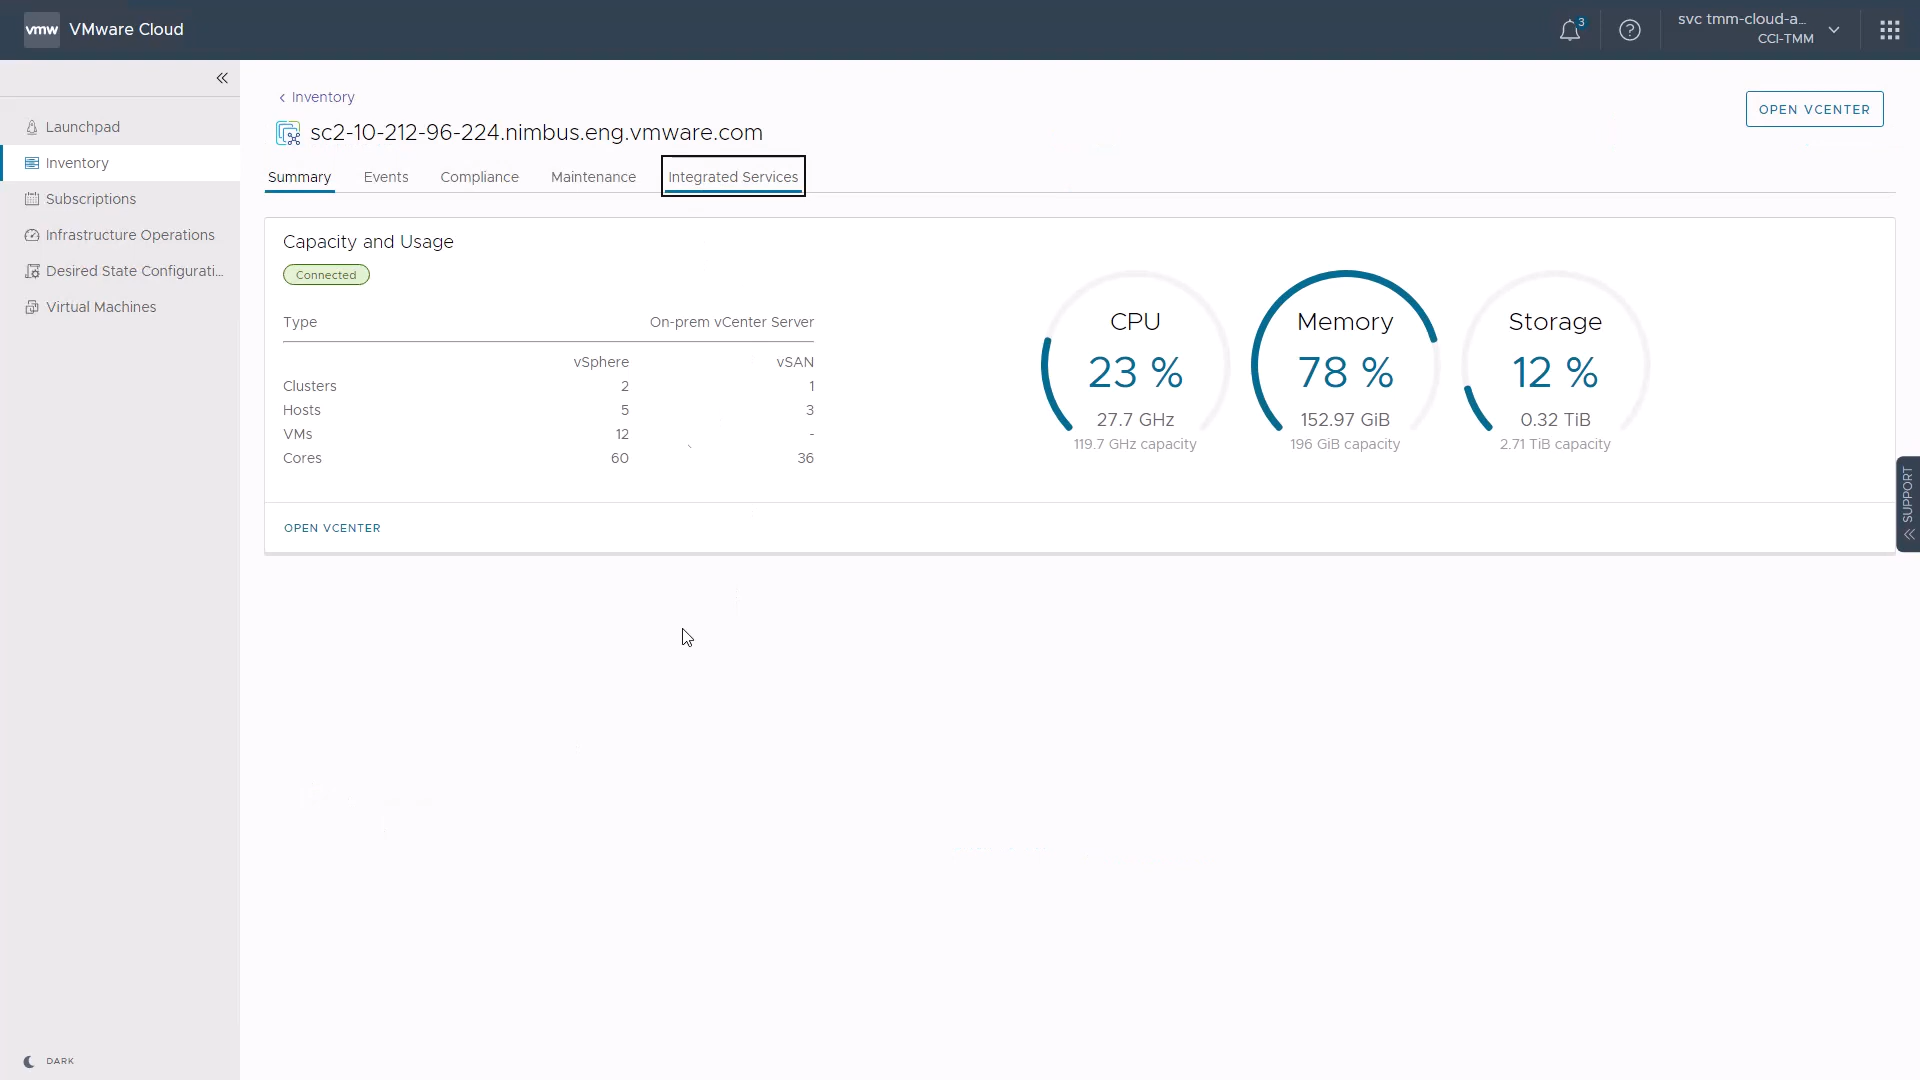 vmw VMware Cloud
3
svc tmm-cloud-a...
CCI-TMM
Launchpad
Inventory
Subscriptions
Infrastructure Operations
Desired State Configurati...
Virtual Machines
DARK
Inventory
sc2-10-212-96-224.nimbus.eng.vmware.com
OPEN VCENTER
Summary Events Compliance Maintenance Integrated Services
Capacity and Usage
Connected
Type On-prem vCenter Server
vSphere vSAN
Clusters 2 1
Hosts 5 3
VMs 12 -
Cores 60 36
CPU
23 %
27.7 GHz
119.7 GHz capacity
Memory
78 %
152.97 GiB
196 GiB capacity
Storage
12 %
0.32 TiB
2.71 TiB capacity
OPEN VCENTER
SUPPORT